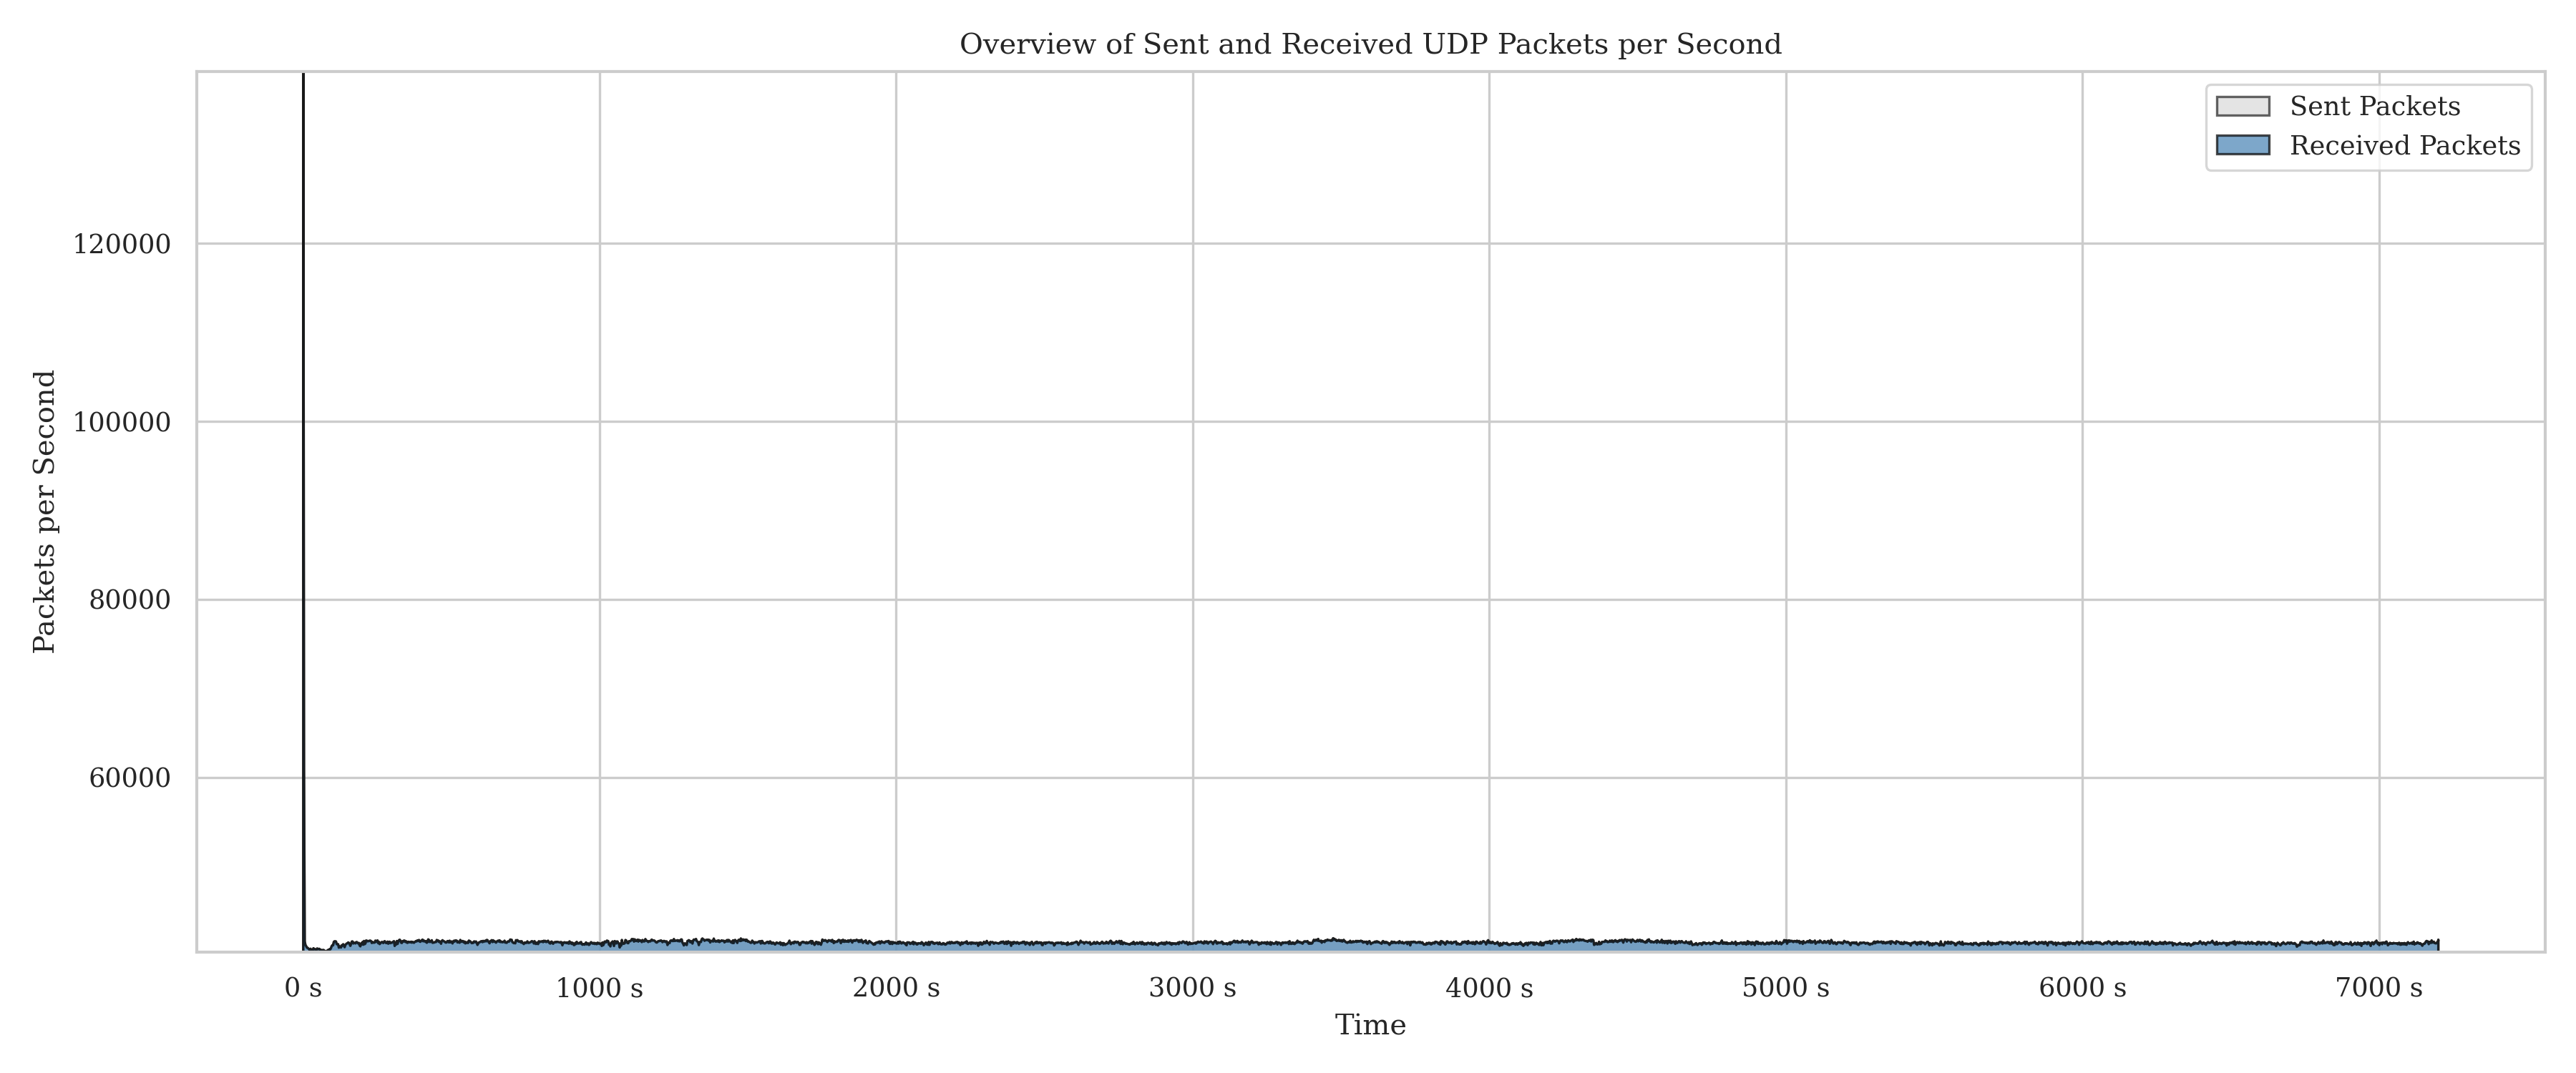 Overview of Sent and Received UDP Packets per Second
Sent Packets
Received Packets
Packets per Second
120000
100000
80000
60000
0 s
1000 s
2000 s
3000 s
4000 s
5000 s
6000 s
7000 s
Time